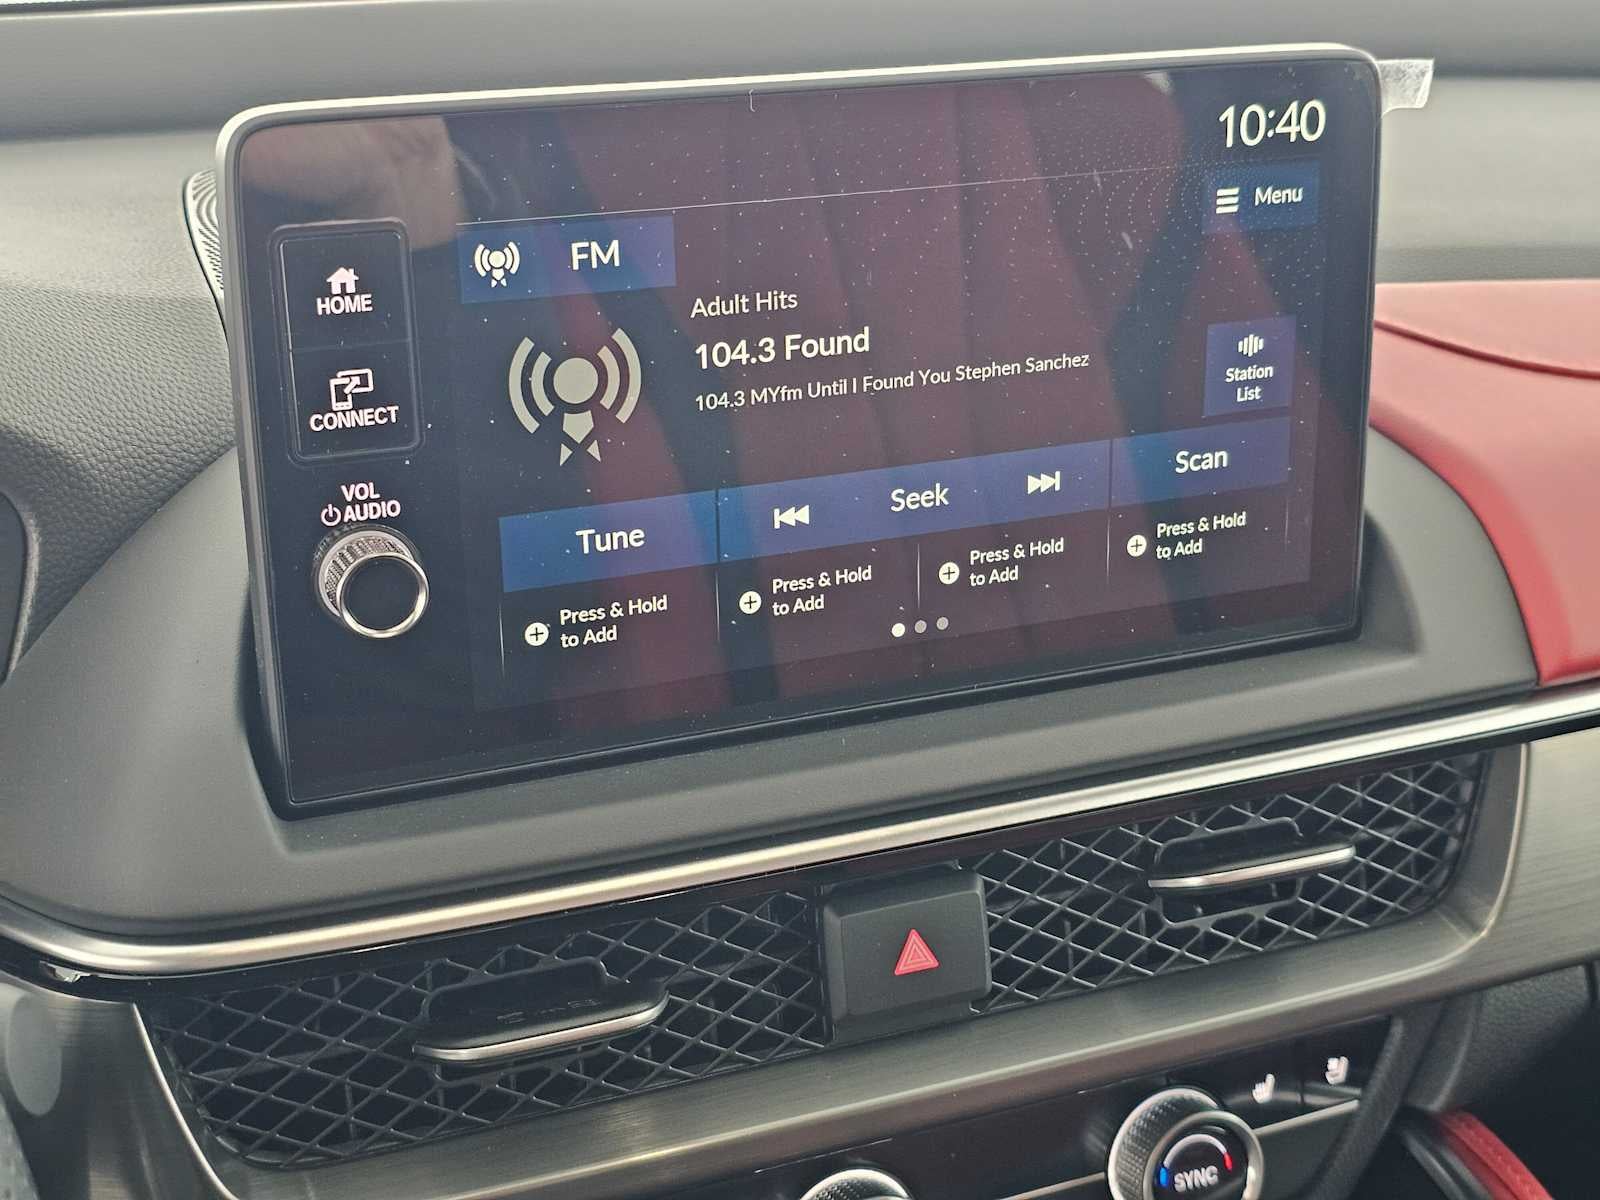 10:40
Menu
HOME
CONNECT
VOL
AUDIO
FM
Adult Hits
104.3 Found
104.3 MYfm Until I Found You Stephen Sanchez
Station
List
Tune
Seek
Scan
Press & Hold
to Add
Press & Hold
to Add
Press & Hold
to Add
Press & Hold
to Add
SYNC